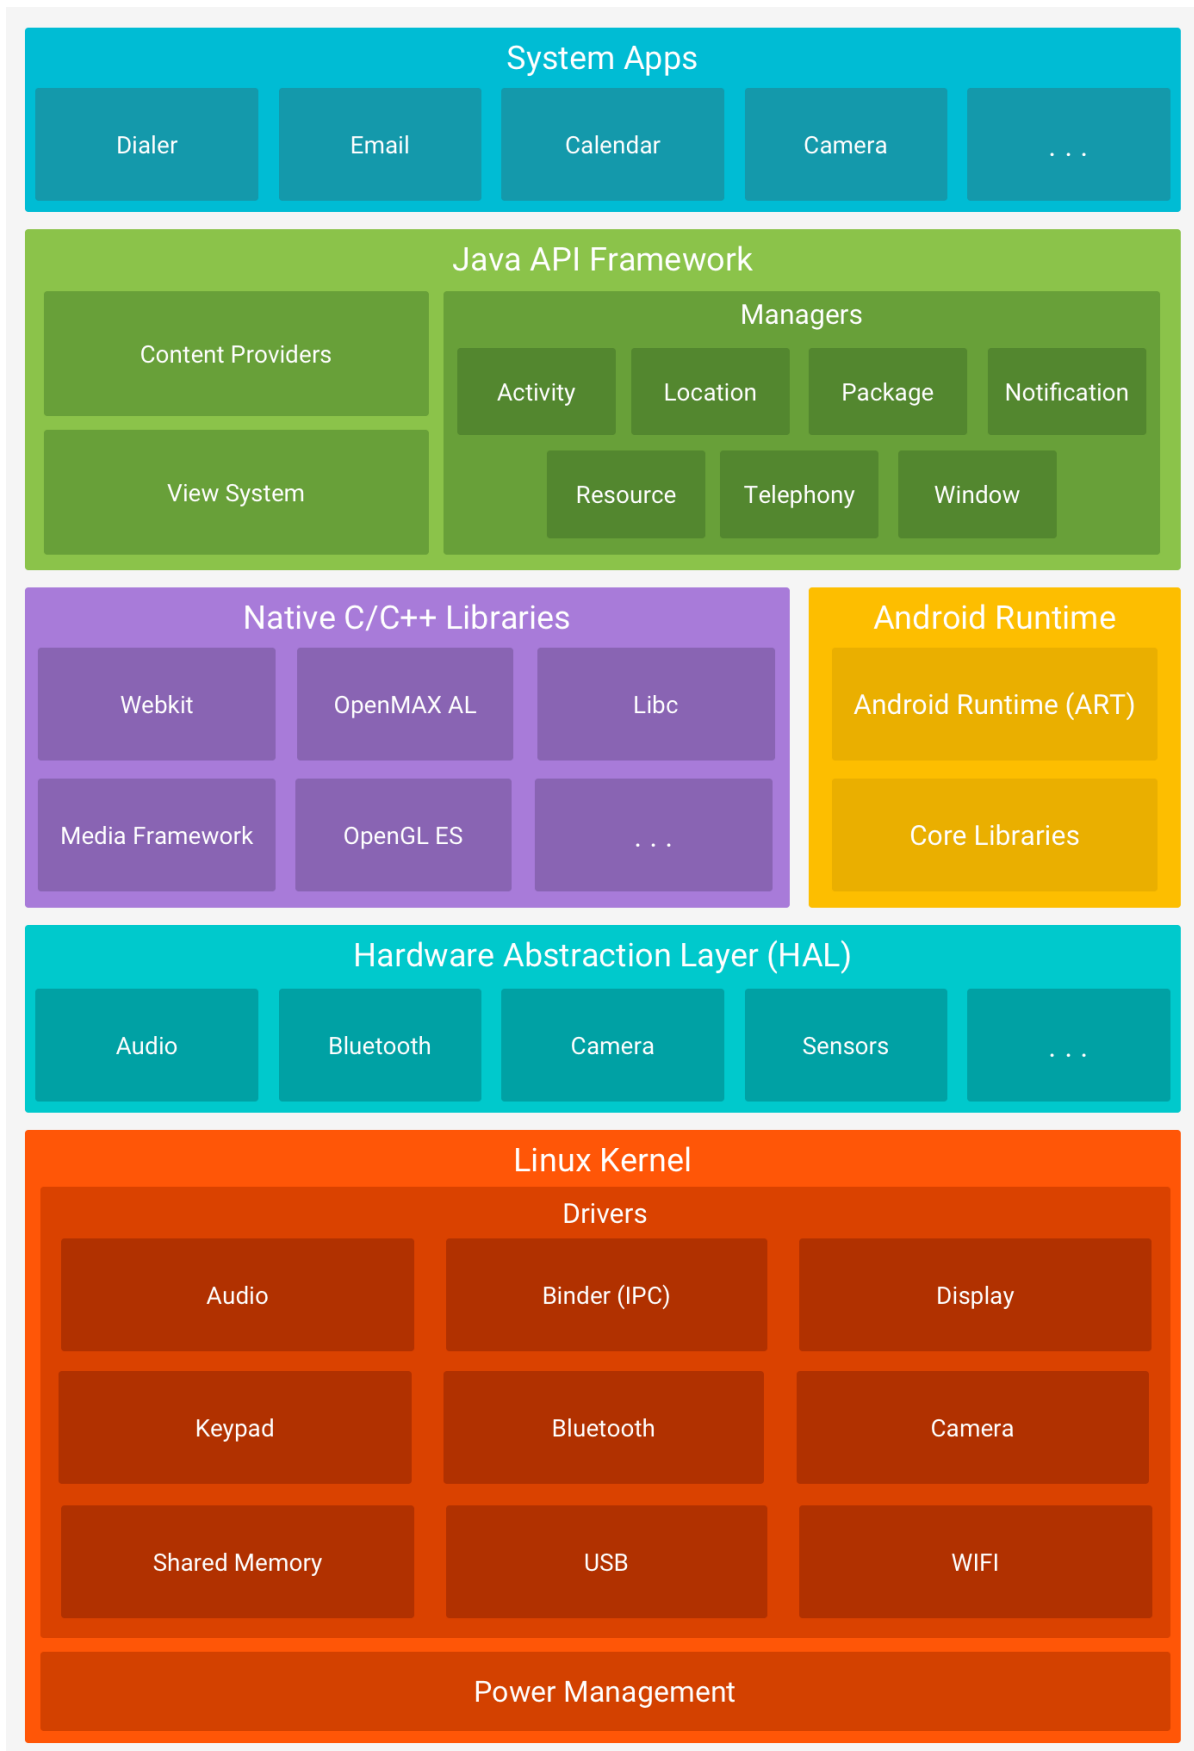 System Apps
Dialer
Email
Calendar
Camera
. . .
Java API Framework
Content Providers
View System
Managers
Activity
Location
Package
Notification
Resource
Telephony
Window
Native C/C++ Libraries
Webkit
OpenMAX AL
Libc
Media Framework
OpenGL ES
. . .
Android Runtime
Android Runtime (ART)
Core Libraries
Hardware Abstraction Layer (HAL)
Audio
Bluetooth
Camera
Sensors
. . .
Linux Kernel
Drivers
Audio
Binder (IPC)
Display
Keypad
Bluetooth
Camera
Shared Memory
USB
WIFI
Power Management